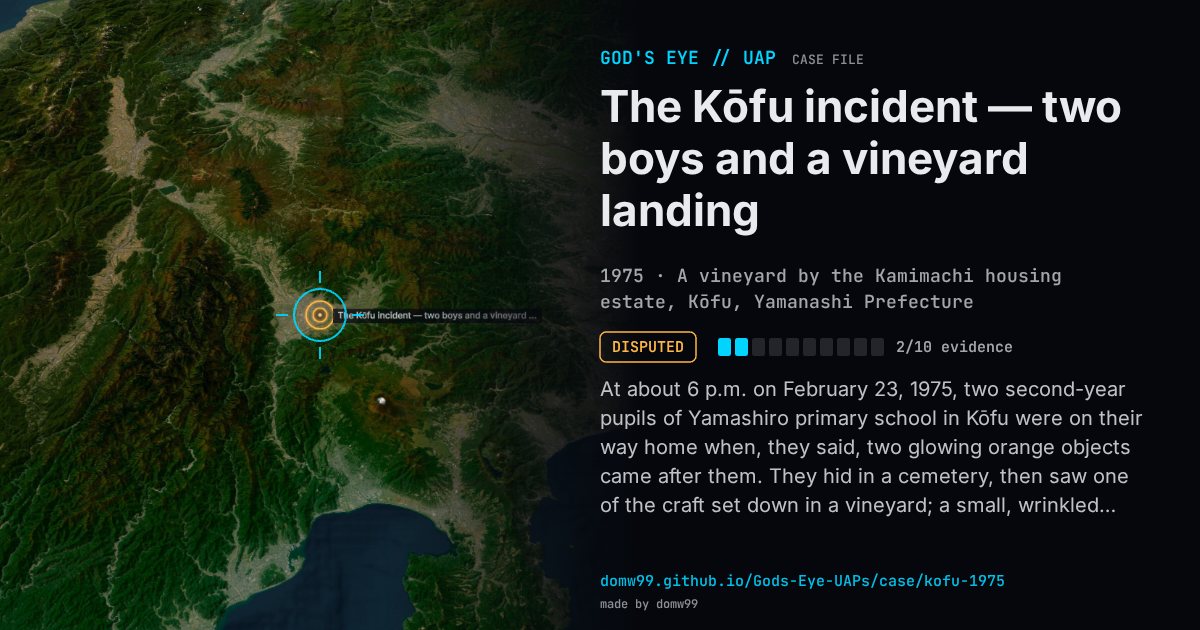 GOD'S EYE // UAP CASE FILE
The Kōfu incident — two
boys and a vineyard
landing
1975 · A vineyard by the Kamimachi housing
estate, Kōfu, Yamanashi Prefecture
DISPUTED 2/10 evidence
At about 6 p.m. on February 23, 1975, two second-year
pupils of Yamashiro primary school in Kōfu were on their
way home when, they said, two glowing orange objects
came after them. They hid in a cemetery, then saw one
of the craft set down in a vineyard; a small, wrinkled…
The Kōfu incident — two boys and a vineyard …
domw99.github.io/Gods-Eye-UAPs/case/kofu-1975
made by domw99